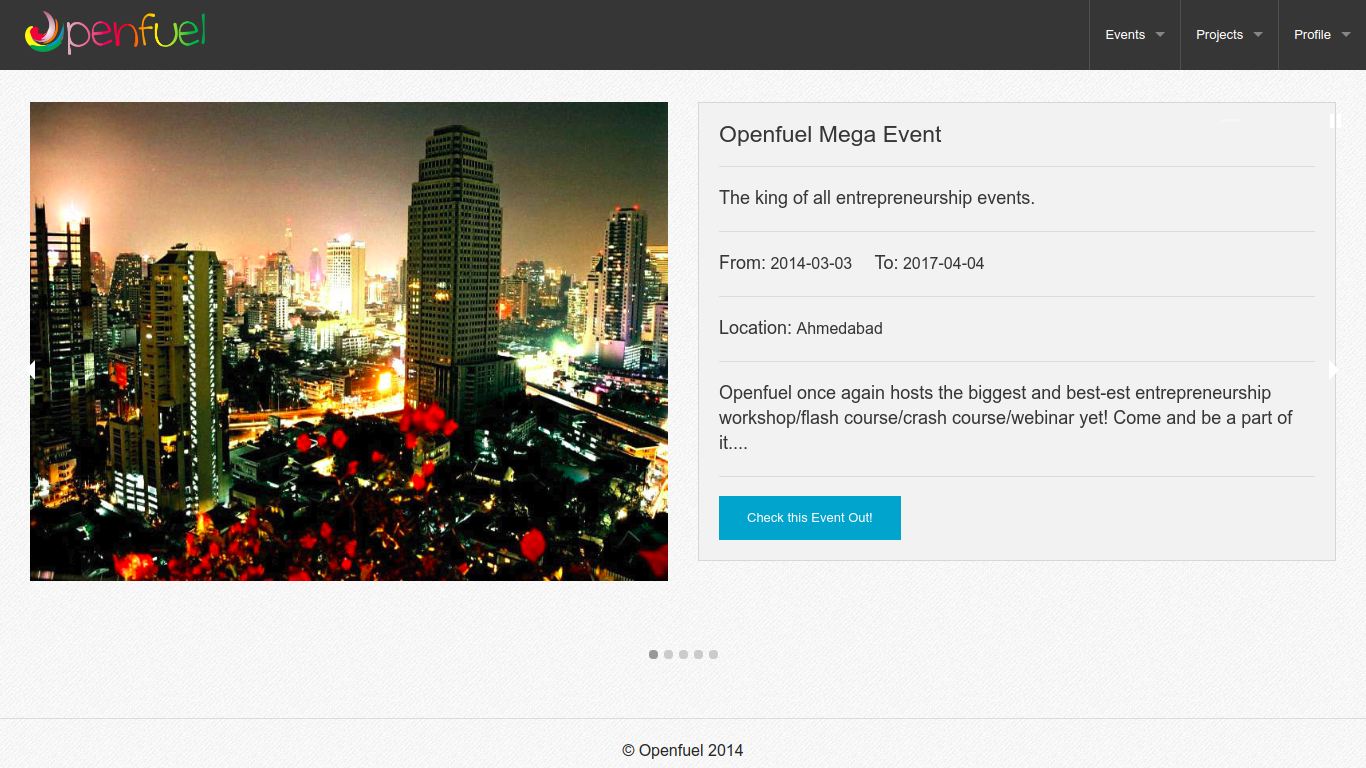 Openfuel
Events
Projects
Profile
Openfuel Mega Event
The king of all entrepreneurship events.
From: 2014-03-03 To: 2017-04-04
Location: Ahmedabad
Openfuel once again hosts the biggest and best-est entrepreneurship
workshop/flash course/crash course/webinar yet! Come and be a part of
it....
Check this Event Out!
© Openfuel 2014